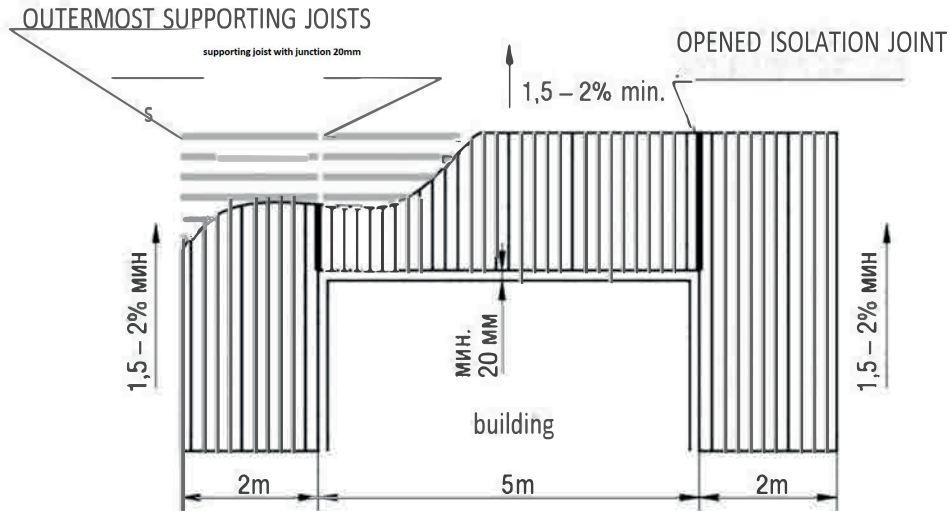 OUTERMOST SUPPORTING JOISTS
supporting joist with junction 20mm
OPENED ISOLATION JOINT
1,5 – 2% min.
S
1,5 – 2% МИН
МИН.
20 ММ
1,5 – 2% МИН
building
2m
5m
2m